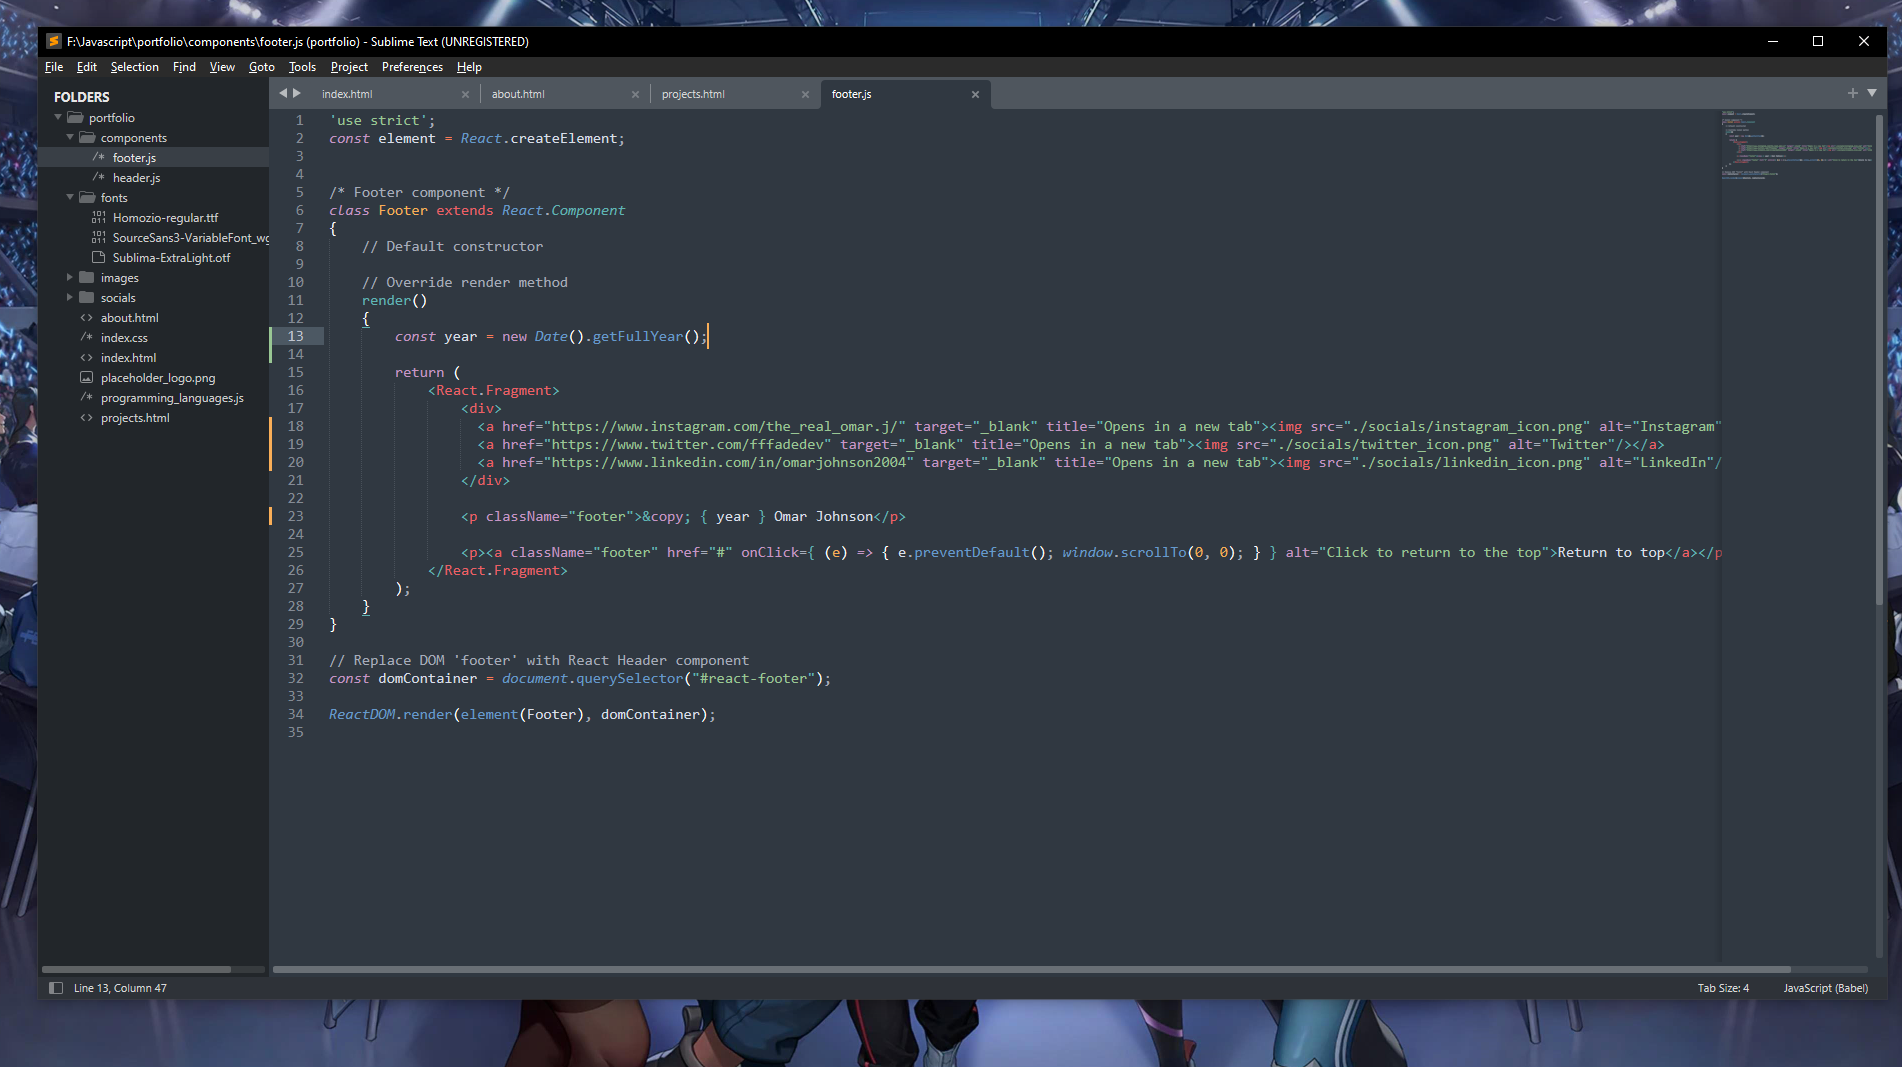 F:\Javascript\portfolio\components\footer.js (portfolio) - Sublime Text (UNREGISTERED)
File Edit Selection Find View Goto Tools Project Preferences Help
FOLDERS
portfolio
components
/* footer.js
/* header.js
fonts
Homozio-regular.ttf
SourceSans3-VariableFont_wg
Sublima-ExtraLight.otf
images
socials
<> about.html
/* index.css
<> index.html
placeholder_logo.png
/* programming_languages.js
<> projects.html
index.html about.html projects.html footer.js
1 'use strict';
2 const element = React.createElement;
3
4
5 /* Footer component */
6 class Footer extends React.Component
7 {
8 // Default constructor
9
10 // Override render method
11 render()
12 {
13 const year = new Date().getFullYear();
14
15 return (
16 <React.Fragment>
17 <div>
18 <a href="https://www.instagram.com/the_real_omar.j/" target="_blank" title="Opens in a new tab"><img src="./socials/instagram_icon.png" alt="Instagram"
19 <a href="https://www.twitter.com/fffadedev" target="_blank" title="Opens in a new tab"><img src="./socials/twitter_icon.png" alt="Twitter"/></a>
20 <a href="https://www.linkedin.com/in/omarjohnson2004" target="_blank" title="Opens in a new tab"><img src="./socials/linkedin_icon.png" alt="LinkedIn"/
21 </div>
22
23 <p className="footer">&copy; { year } Omar Johnson</p>
24
25 <p><a className="footer" href="#" onClick={ (e) => { e.preventDefault(); window.scrollTo(0, 0); } } alt="Click to return to the top">Return to top</a></p
26 </React.Fragment>
27 );
28 }
29 }
30
31 // Replace DOM 'footer' with React Header component
32 const domContainer = document.querySelector("#react-footer");
33
34 ReactDOM.render(element(Footer), domContainer);
35
Line 13, Column 47
Tab Size: 4
JavaScript (Babel)